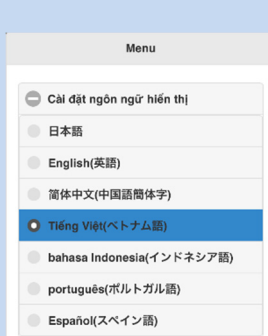 Menu
Cài đặt ngôn ngữ hiển thị
日本語
English(英語)
简体中文(中国語簡体字)
Tiếng Việt(ベトナム語)
bahasa Indonesia(インドネシア語)
português(ポルトガル語)
Español(スペイン語)